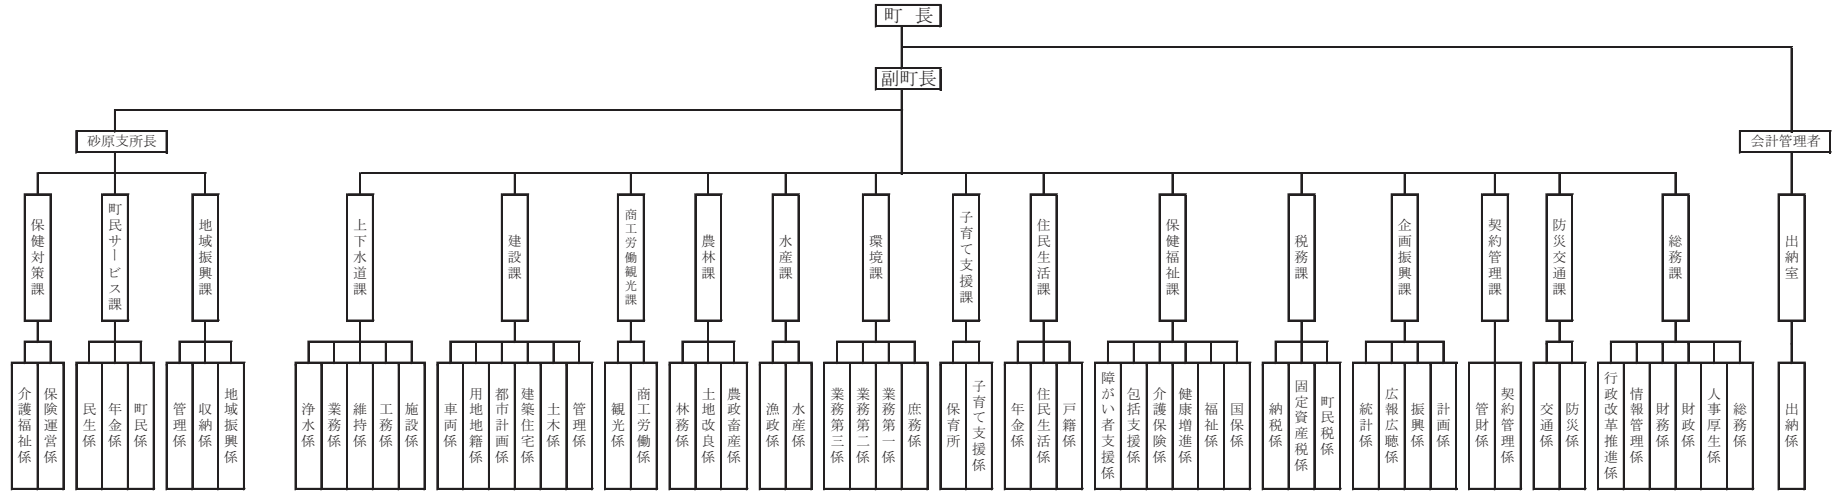 町長
副町長
砂原支所長
会計管理者
保健対策課
町民サービス課
地域振興課
上下水道課
建設課
商工労働観光課
農林課
水産課
環境課
子育て支援課
住民生活課
保健福祉課
税務課
企画振興課
契約管理課
防災交通課
総務課
出納室
介護福祉係
保険運営係
民生係
年金係
町民係
管理係
収納係
地域振興係
浄水係
業務係
維持係
工務係
施設係
車両係
用地地籍係
都市計画係
建築住宅係
土木係
管理係
観光係
商工労働係
林務係
土地改良係
農政畜産係
漁政係
水産係
業務第三係
業務第二係
業務第一係
庶務係
保育所
子育て支援係
年金係
住民生活係
戸籍係
障がい者支援係
包括支援係
介護保険係
健康増進係
福祉係
国保係
納税係
固定資産税係
町民税係
統計係
広報広聴係
振興係
計画係
管財係
契約管理係
交通係
防災係
行政改革推進係
情報管理係
財務係
財政係
人事厚生係
総務係
出納係